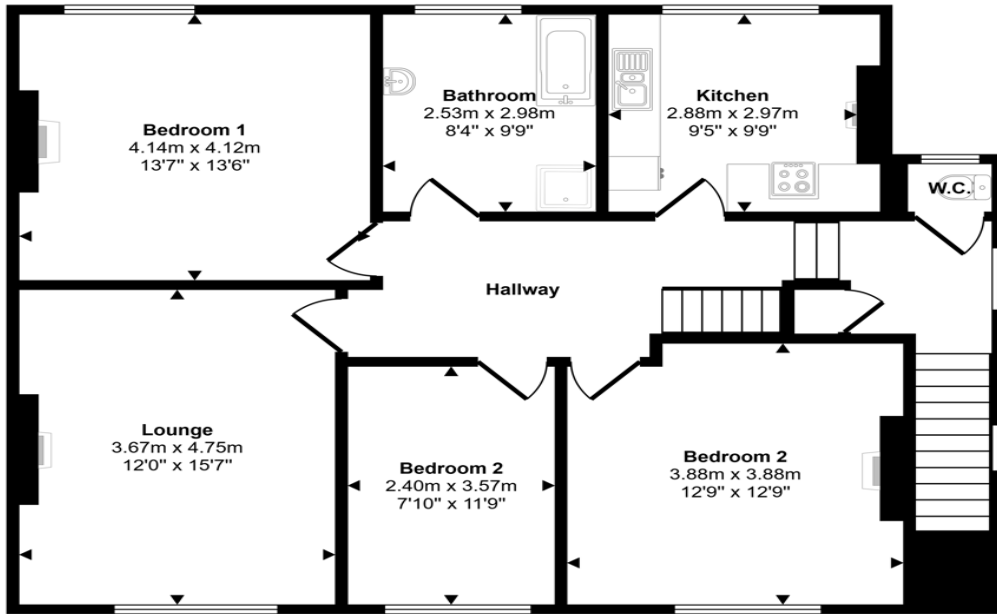 Bedroom 1
4.14m x 4.12m
13'7" x 13'6"
Bathroom
2.53m x 2.98m
8'4" x 9'9"
Kitchen
2.88m x 2.97m
9'5" x 9'9"
W.C.
Hallway
Lounge
3.67m x 4.75m
12'0" x 15'7"
Bedroom 2
2.40m x 3.57m
7'10" x 11'9"
Bedroom 2
3.88m x 3.88m
12'9" x 12'9"